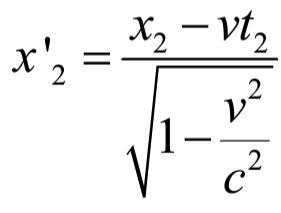 x'₂ = (x₂ − vt₂) / √(1 − v²/c²)